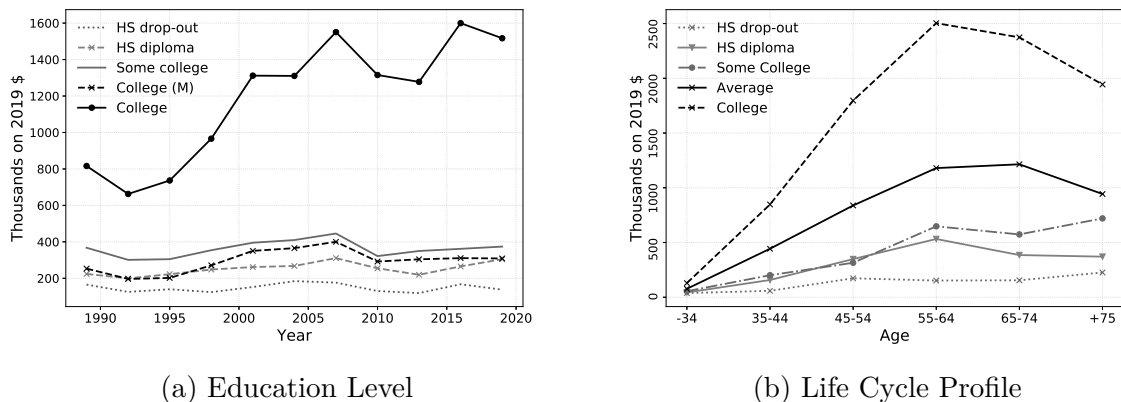 HS drop-out
HS diploma
Some college
College (M)
College
1600
1400
1200
1000
800
600
400
200
Thousands on 2019 $
1990 1995 2000 2005 2010 2015 2020
Year
(a) Education Level
HS drop-out
HS diploma
Some College
Average
College
2500
2000
1500
1000
500
0
Thousands on 2019 $
-34 35-44 45-54 55-64 65-74 +75
Age
(b) Life Cycle Profile